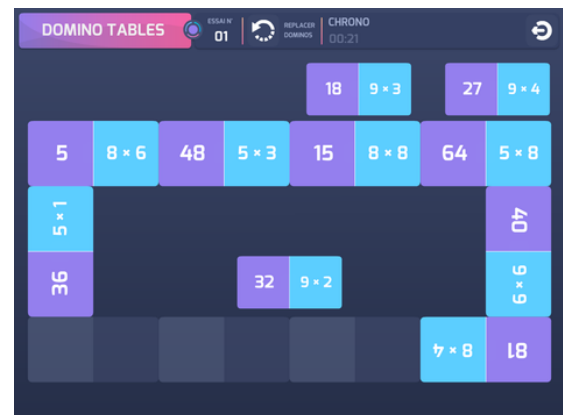 DOMINO TABLES
ESSAI N°
01
REPLACER
DOMINOS
CHRONO
00:21
18 9 × 3
27 9 × 4
5 8 × 6 48 5 × 3 15 8 × 8 64 5 × 8
5 × 1
36
40
9 × 9
32 9 × 2
8 × 4 81